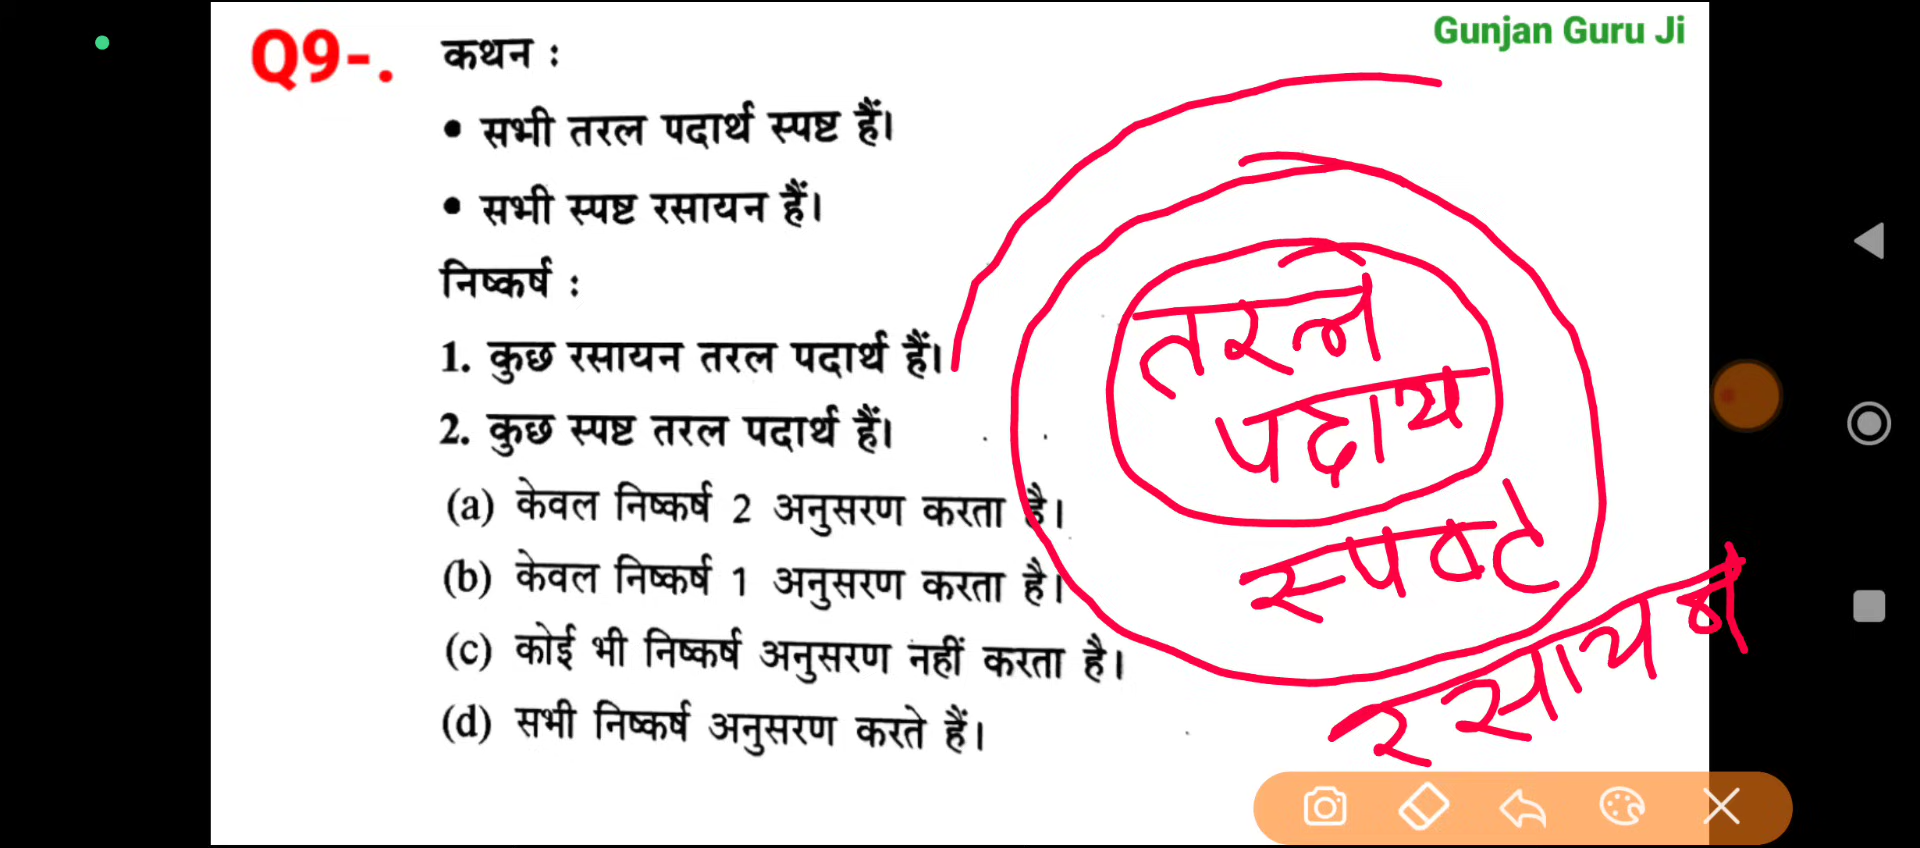 Gunjan Guru Ji
Q9-. कथन :
• सभी तरल पदार्थ स्पष्ट हैं।
• सभी स्पष्ट रसायन हैं।
निष्कर्ष :
1. कुछ रसायन तरल पदार्थ हैं।
2. कुछ स्पष्ट तरल पदार्थ हैं।
(a) केवल निष्कर्ष 2 अनुसरण करता है।
(b) केवल निष्कर्ष 1 अनुसरण करता है।
(c) कोई भी निष्कर्ष अनुसरण नहीं करता है।
(d) सभी निष्कर्ष अनुसरण करते हैं।
तरल
पदाथ
स्पष्ट
रसायन